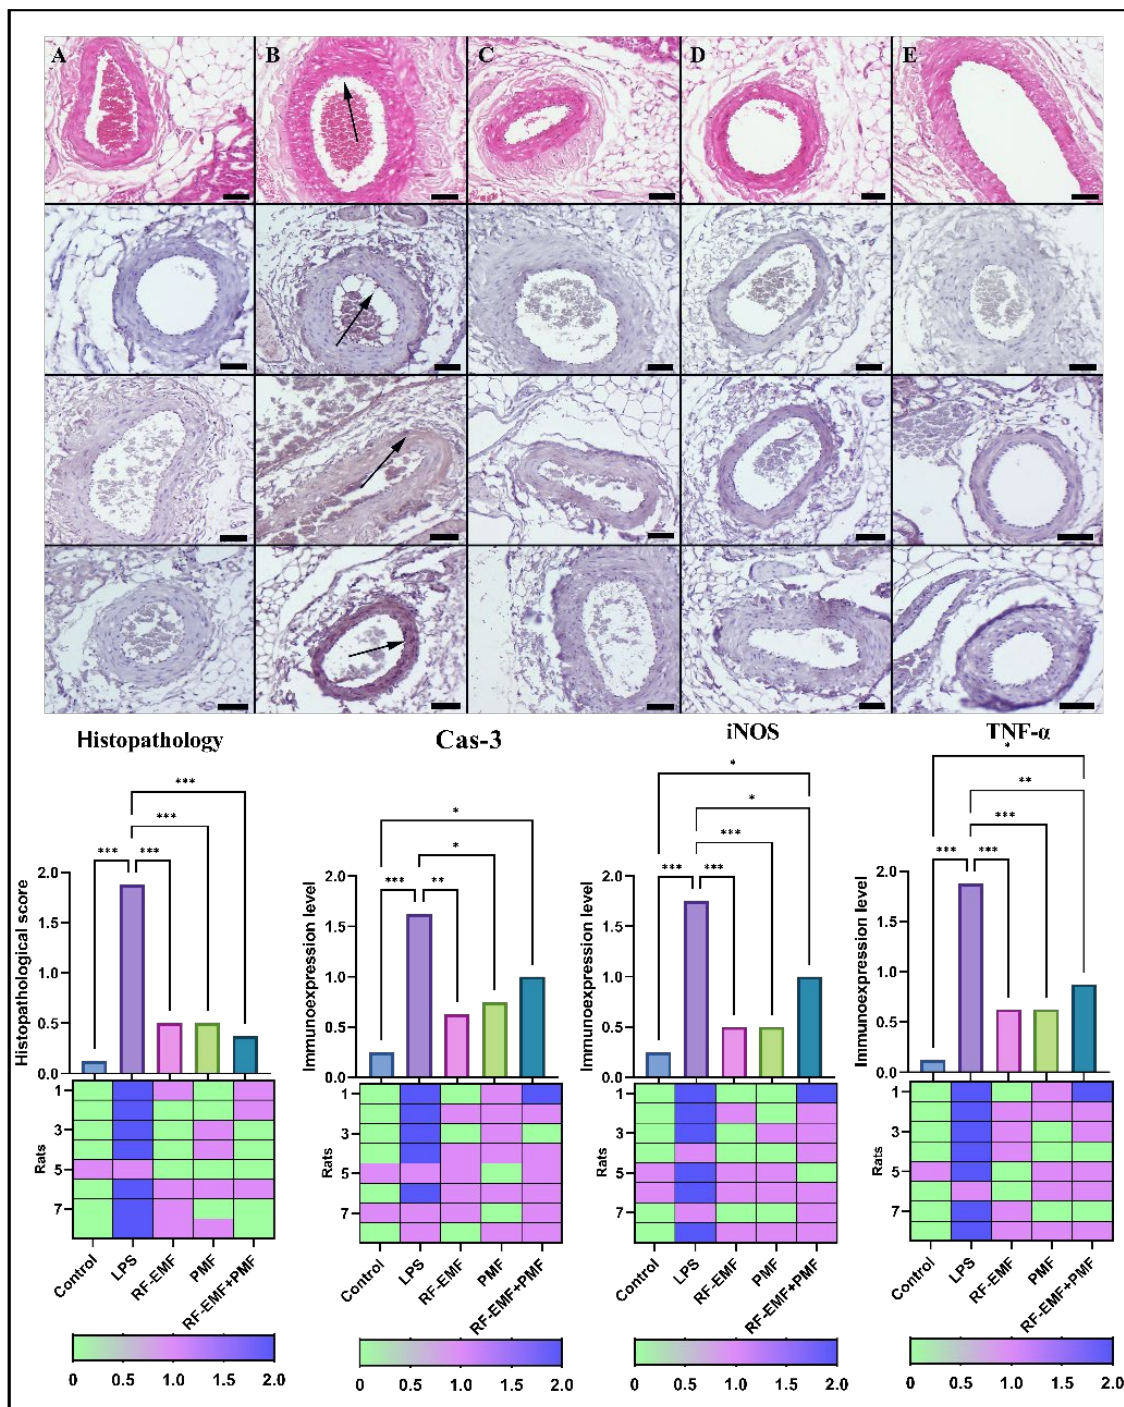 A B C D E
Histopathology Cas-3 iNOS TNF-α
*** *** *** ***
Histopathological score
2.0
1.5
1.0
0.5
0.0
* * *** **
Immunoexpression level
2.0
1.5
1.0
0.5
0.0
* * *** *** ***
Immunoexpression level
2.0
1.5
1.0
0.5
0.0
* ** *** *** ***
Immunoexpression level
2.0
1.5
1.0
0.5
0.0
Rats
1
3
5
7
Control LPS RF-EMF PMF RF-EMF+PMF
0 0.5 1.0 1.5 2.0
Rats
1
3
5
7
Control LPS RF-EMF PMF RF-EMF+PMF
0 0.5 1.0 1.5 2.0
Rats
1
3
5
7
Control LPS RF-EMF PMF RF-EMF+PMF
0 0.5 1.0 1.5 2.0
Rats
1
3
5
7
Control LPS RF-EMF PMF RF-EMF+PMF
0 0.5 1.0 1.5 2.0